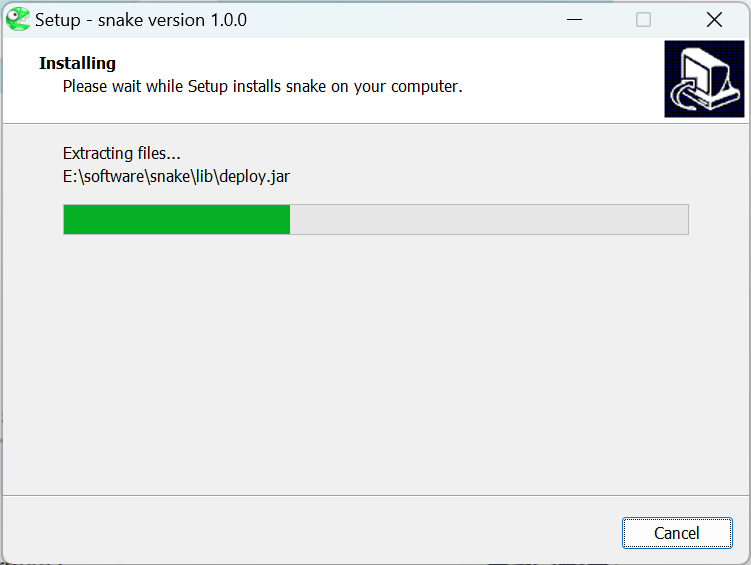 Setup - snake version 1.0.0
Installing
Please wait while Setup installs snake on your computer.
Extracting files...
E:\software\snake\lib\deploy.jar
Cancel